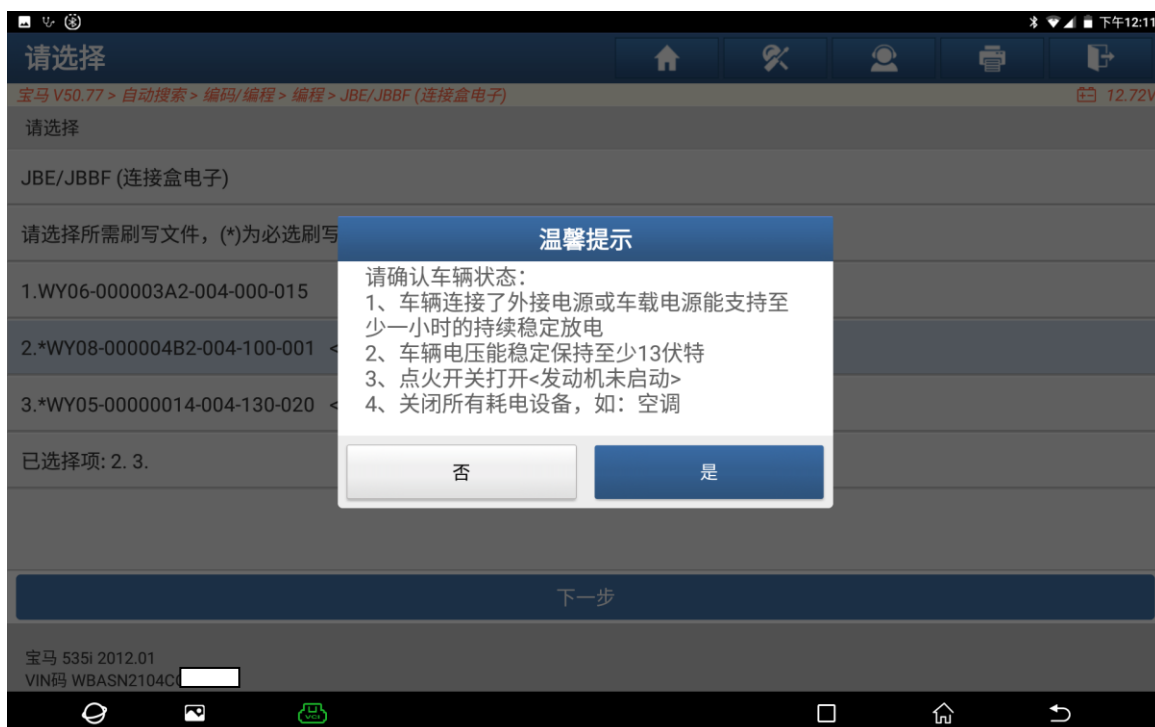 下午12:11
请选择
宝马 V50.77 > 自动搜索 > 编码/编程 > 编程 > JBE/JBBF (连接盒电子)
12.72V
请选择
JBE/JBBF (连接盒电子)
请选择所需刷写文件，(*)为必选刷写
1.WY06-000003A2-004-000-015
2.*WY08-000004B2-004-100-001 <
3.*WY05-00000014-004-130-020 <
已选择项: 2. 3.
温馨提示
请确认车辆状态：
1、车辆连接了外接电源或车载电源能支持至
少一小时的持续稳定放电
2、车辆电压能稳定保持至少13伏特
3、点火开关打开<发动机未启动>
4、关闭所有耗电设备，如：空调
否
是
下一步
宝马 535i 2012.01
VIN码 WBASN2104C
VCI